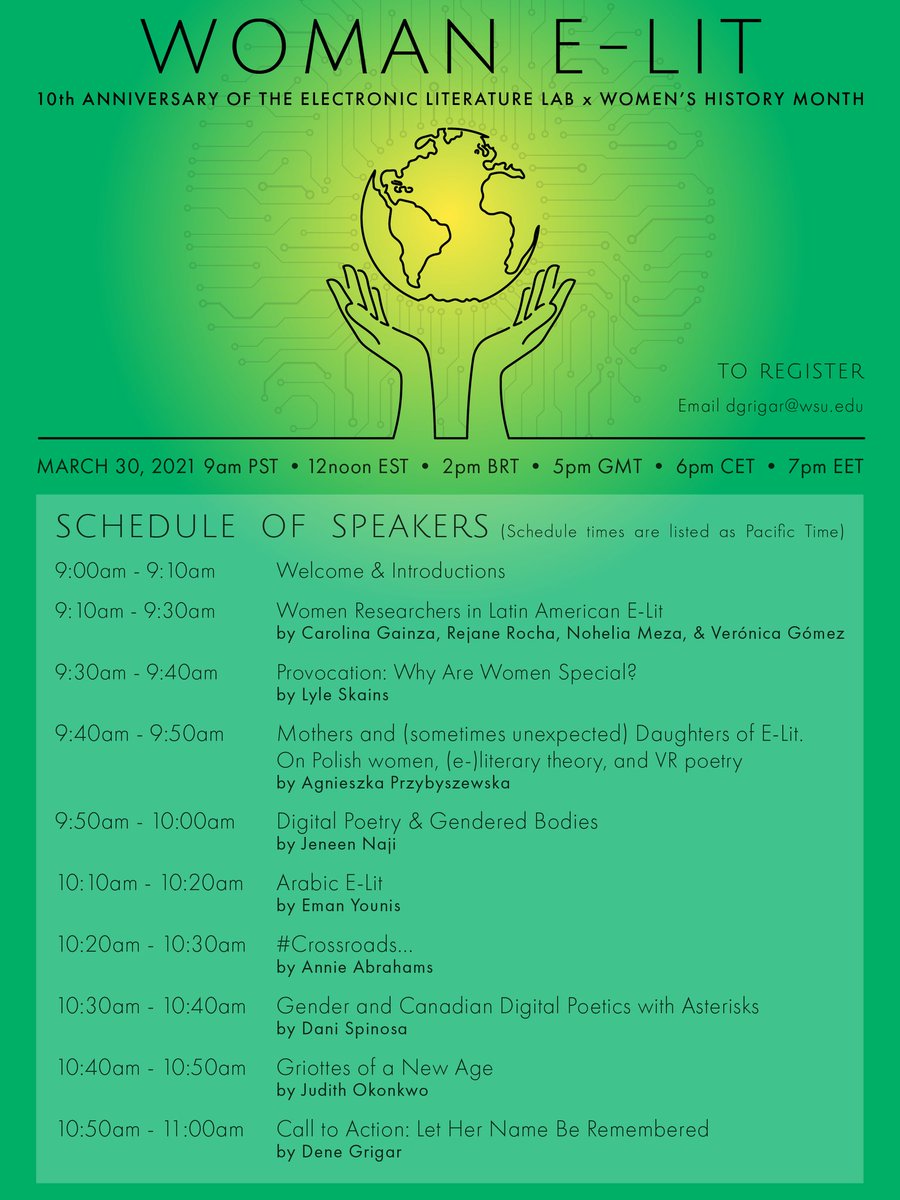 WOMAN E-LIT
10th ANNIVERSARY OF THE ELECTRONIC LITERATURE LAB x WOMEN'S HISTORY MONTH
TO REGISTER
Email dgrigar@wsu.edu
MARCH 30, 2021 9am PST • 12noon EST • 2pm BRT • 5pm GMT • 6pm CET • 7pm EET
SCHEDULE OF SPEAKERS (Schedule times are listed as Pacific Time)
9:00am - 9:10am Welcome & Introductions
9:10am - 9:30am Women Researchers in Latin American E-Lit
by Carolina Gainza, Rejane Rocha, Nohelia Meza, & Verónica Gómez
9:30am - 9:40am Provocation: Why Are Women Special?
by Lyle Skains
9:40am - 9:50am Mothers and (sometimes unexpected) Daughters of E-Lit.
On Polish women, (e-)literary theory, and VR poetry
by Agnieszka Przybyszewska
9:50am - 10:00am Digital Poetry & Gendered Bodies
by Jeneen Naji
10:10am - 10:20am Arabic E-Lit
by Eman Younis
10:20am - 10:30am #Crossroads...
by Annie Abrahams
10:30am - 10:40am Gender and Canadian Digital Poetics with Asterisks
by Dani Spinosa
10:40am - 10:50am Griottes of a New Age
by Judith Okonkwo
10:50am - 11:00am Call to Action: Let Her Name Be Remembered
by Dene Grigar